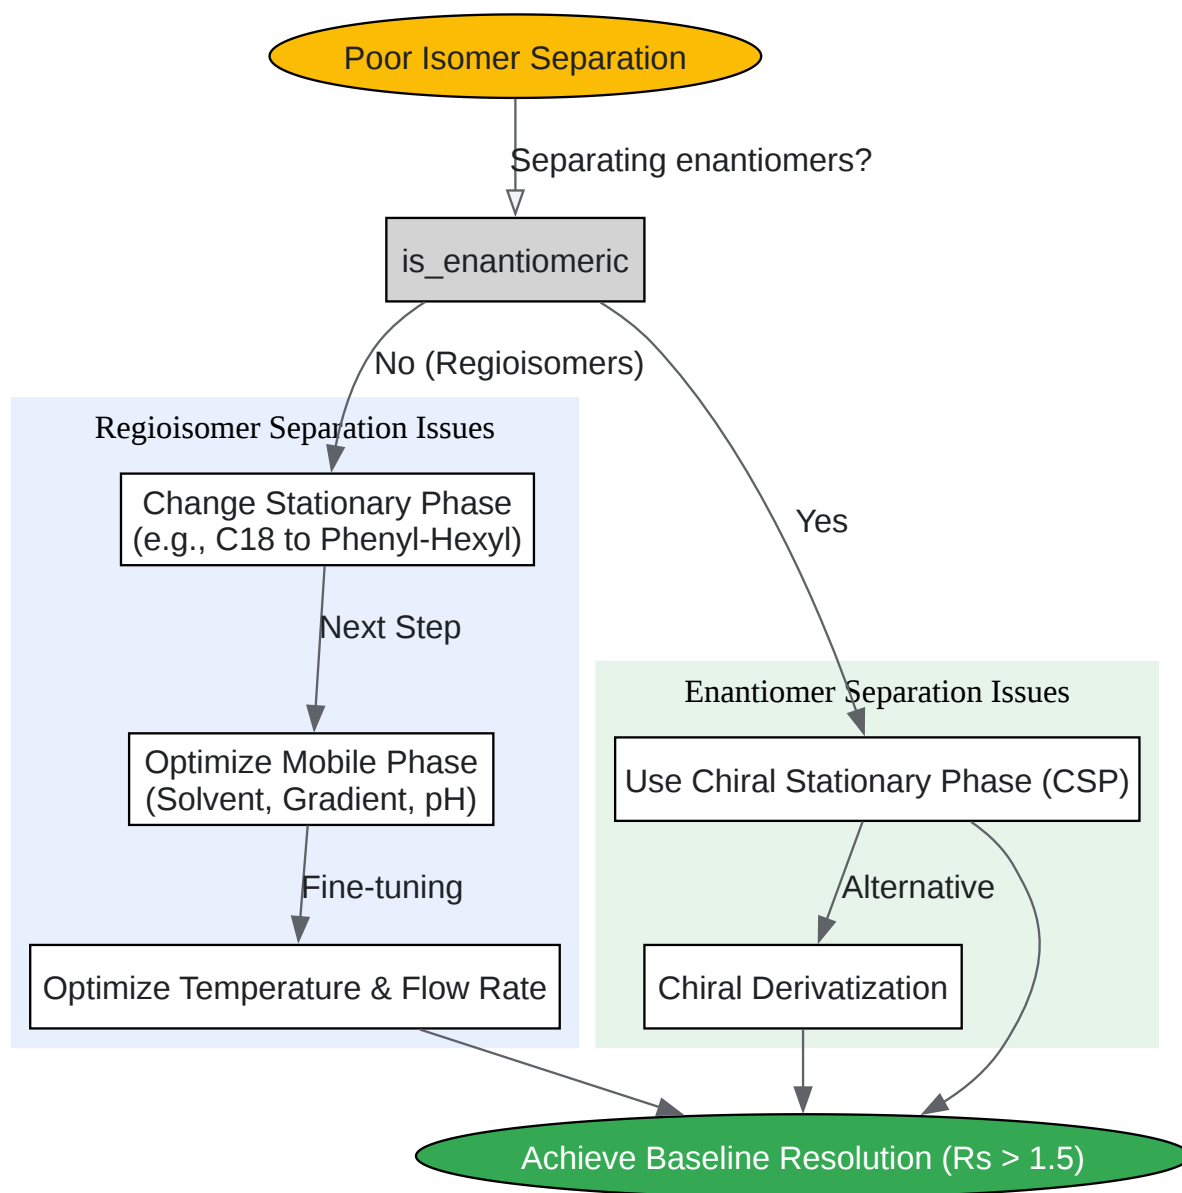 Poor Isomer Separation
Separating enantiomers?
is_enantiomeric
No (Regioisomers)
Yes
Regioisomer Separation Issues
Change Stationary Phase
(e.g., C18 to Phenyl-Hexyl)
Next Step
Optimize Mobile Phase
(Solvent, Gradient, pH)
Fine-tuning
Optimize Temperature & Flow Rate
Enantiomer Separation Issues
Use Chiral Stationary Phase (CSP)
Alternative
Chiral Derivatization
Achieve Baseline Resolution (Rs > 1.5)